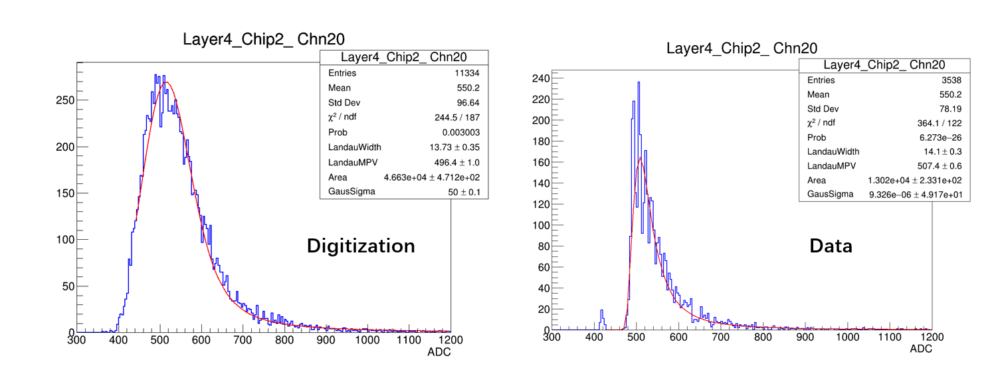 Layer4_Chip2_ Chn20
Layer4_Chip2_ Chn20
Entries 11334
Mean 550.2
Std Dev 96.64
χ² / ndf 244.5 / 187
Prob 0.003003
LandauWidth 13.73 ± 0.35
LandauMPV 496.4 ± 1.0
Area 4.663e+04 ± 4.712e+02
GausSigma 50 ± 0.1
250
200
150
100
50
0
Digitization
300 400 500 600 700 800 900 1000 1100 1200
ADC
Layer4_Chip2_ Chn20
Layer4_Chip2_ Chn20
Entries 3538
Mean 550.2
Std Dev 78.19
χ² / ndf 364.1 / 122
Prob 6.273e−26
LandauWidth 14.1 ± 0.3
LandauMPV 507.4 ± 0.6
Area 1.302e+04 ± 2.331e+02
GausSigma 9.326e−06 ± 4.917e+01
240
220
200
180
160
140
120
100
80
60
40
20
0
Data
300 400 500 600 700 800 900 1000 1100 1200
ADC